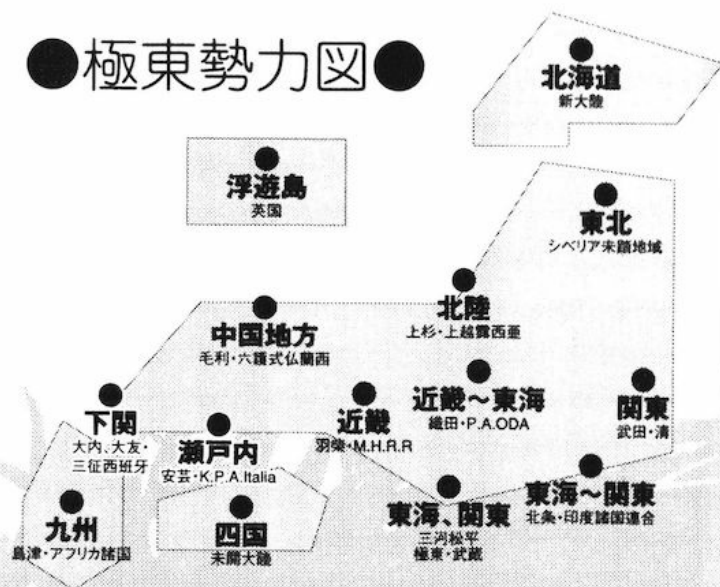 ●極東勢力図●
北海道
新大陸
浮遊島
英国
東北
シベリア未踏地域
北陸
上杉・上越露西亜
中国地方
毛利・六護式仏蘭西
近畿~東海
織田・P.A.ODA
関東
武田・清
近畿
羽柴・M.H.R.R
下関
大内、大友・
三征西班牙
瀬戸内
安芸・K.P.A.Italia
東海~関東
北条・印度諸国連合
東海、関東
三河松平
極東・武蔵
四国
未開大陸
九州
島津・アフリカ諸国